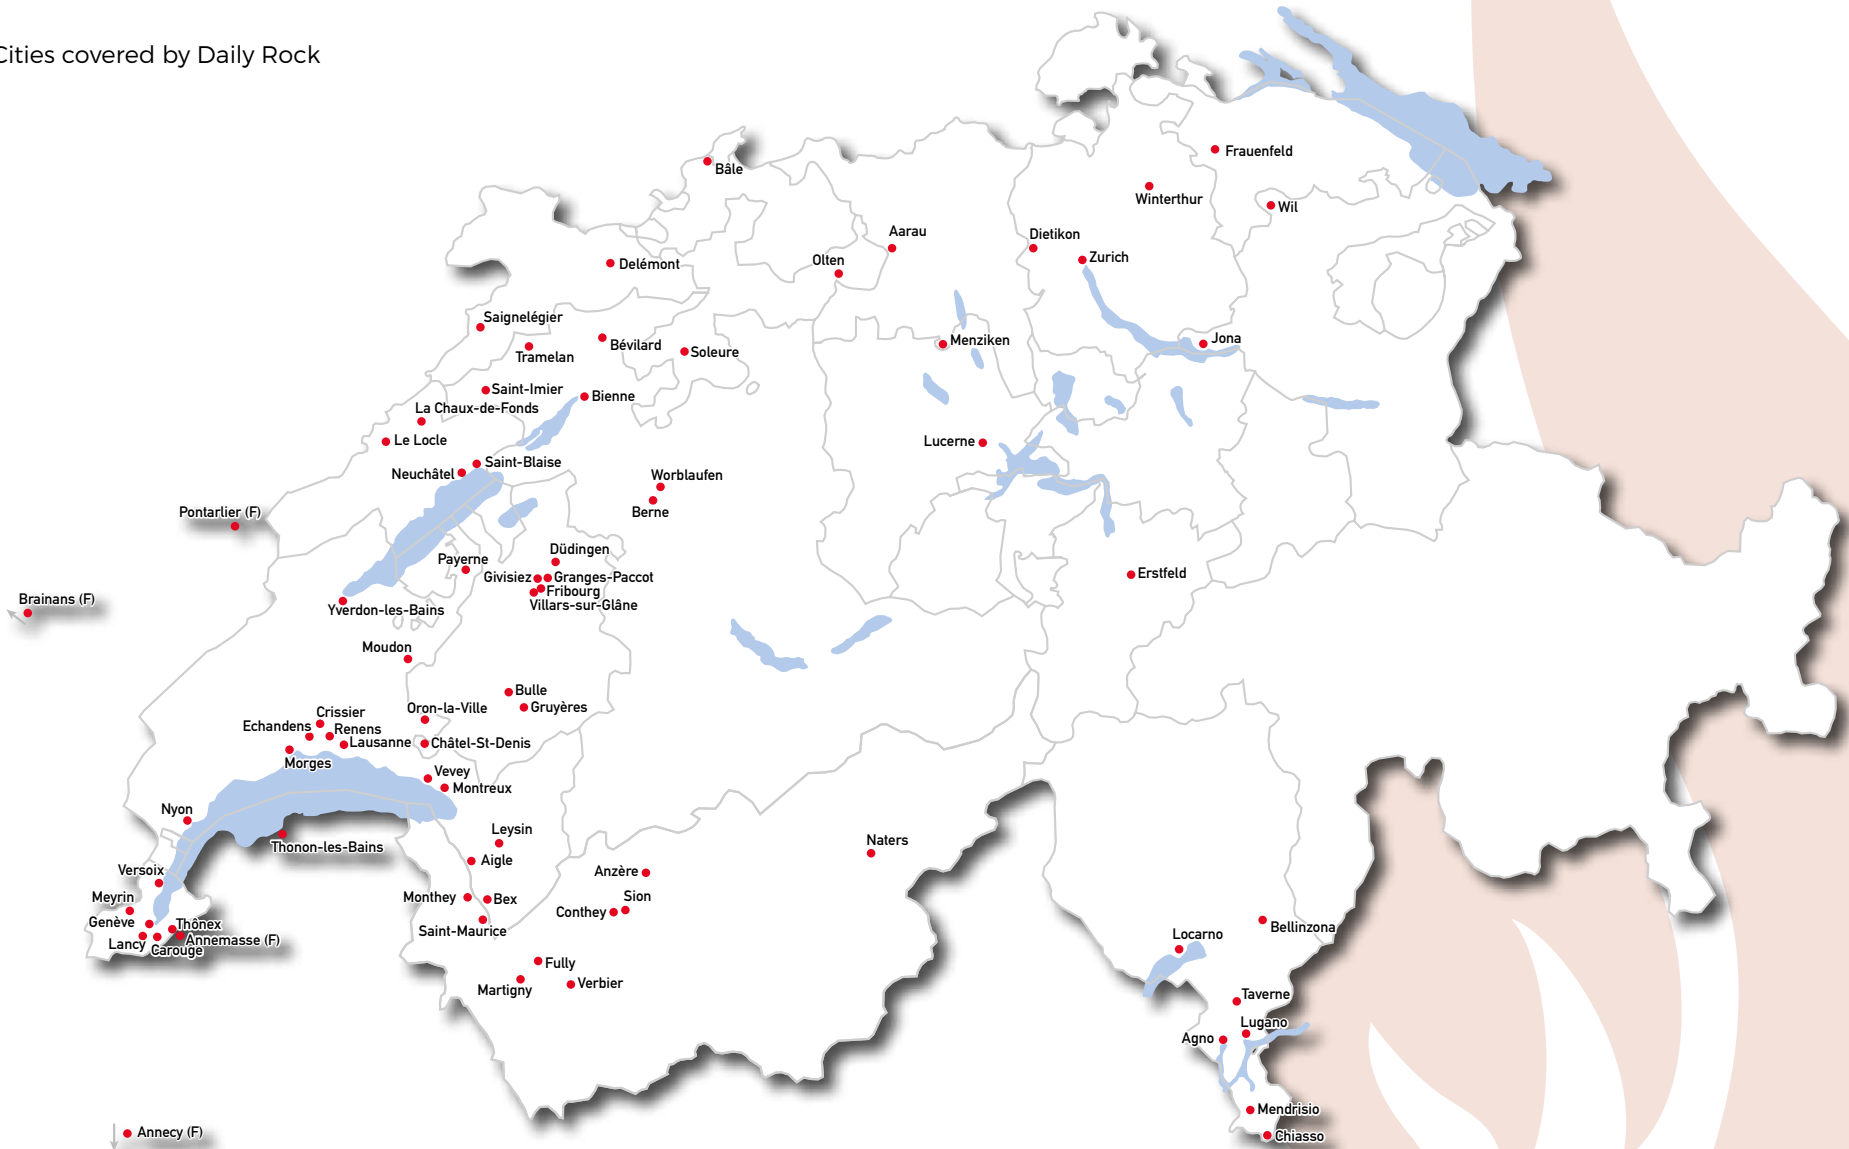 Cities covered by Daily Rock
Bâle
Frauenfeld
Winterthur
Wil
Aarau
Dietikon
Zurich
Olten
Delémont
Saignelégier
Tramelan
Bévilard
Soleure
Menziken
Jona
Saint-Imier
Bienne
La Chaux-de-Fonds
Le Locle
Lucerne
Saint-Blaise
Neuchâtel
Worblaufen
Berne
Pontarlier (F)
Düdingen
Payerne
Givisiez
Granges-Paccot
Fribourg
Villars-sur-Glâne
Erstfeld
Brainans (F)
Yverdon-les-Bains
Moudon
Bulle
Gruyères
Oron-la-Ville
Crissier
Echandens
Renens
Lausanne
Châtel-St-Denis
Morges
Vevey
Montreux
Nyon
Leysin
Thonon-les-Bains
Aigle
Naters
Versoix
Anzère
Meyrin
Monthey
Bex
Sion
Conthey
Genève
Thônex
Saint-Maurice
Lancy
Carouge
Annemasse (F)
Bellinzona
Locarno
Fully
Martigny
Verbier
Taverne
Lugano
Agno
Mendrisio
Annecy (F)
Chiasso